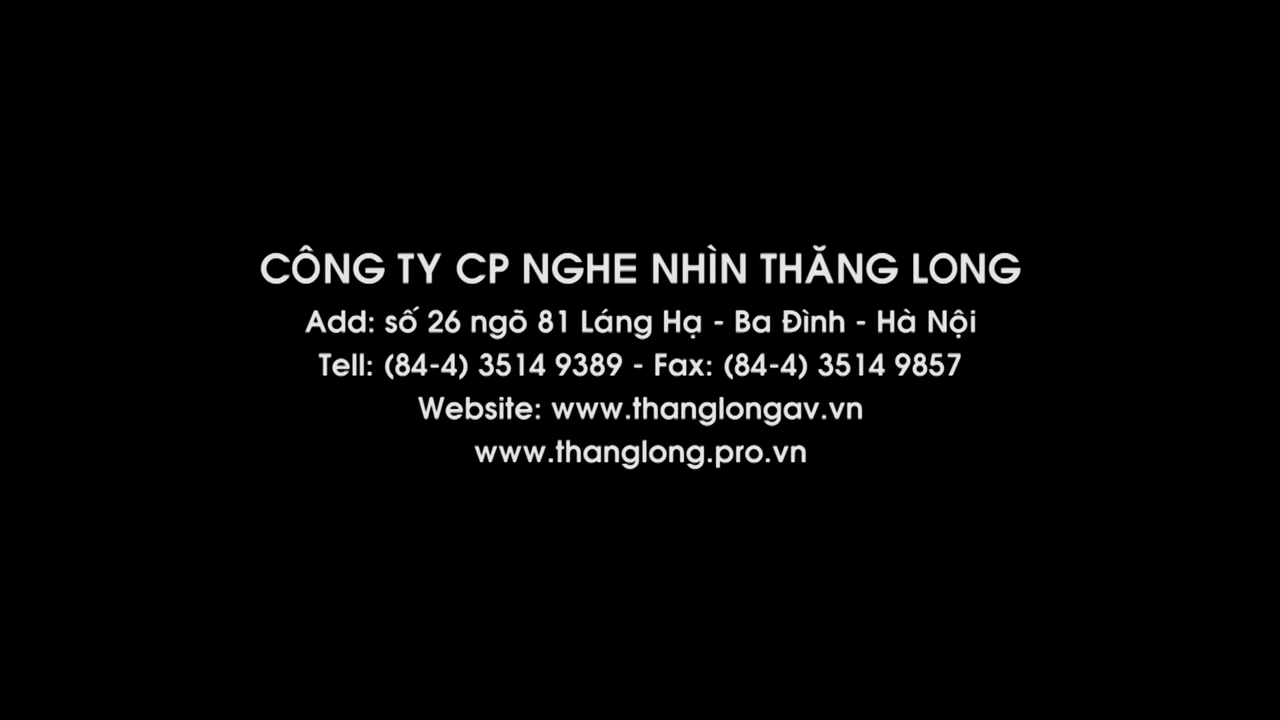 CÔNG TY CP NGHE NHÌN THĂNG LONG
Add: số 26 ngõ 81 Láng Hạ - Ba Đình - Hà Nội
Tell: (84-4) 3514 9389 - Fax: (84-4) 3514 9857
Website: www.thanglongav.vn
www.thanglong.pro.vn